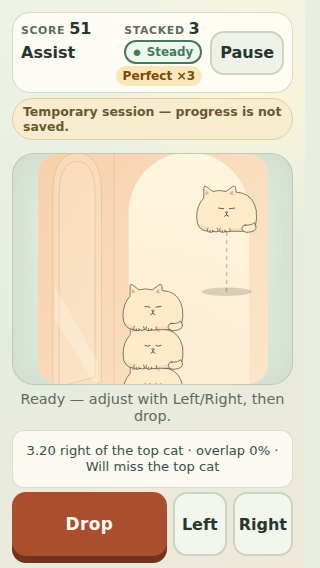 SCORE 51
STACKED 3
Assist
Steady
Perfect ×3
Pause
Temporary session — progress is not
saved.
Ready — adjust with Left/Right, then
drop.
3.20 right of the top cat · overlap 0% ·
Will miss the top cat
Drop
Left
Right